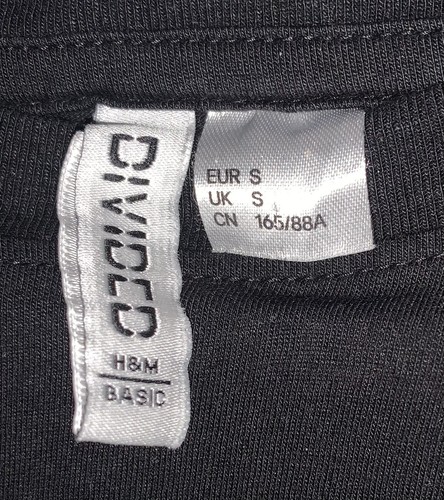 DIVIDED
H&M
BASIC
EUR S
UK S
CN 165/88A